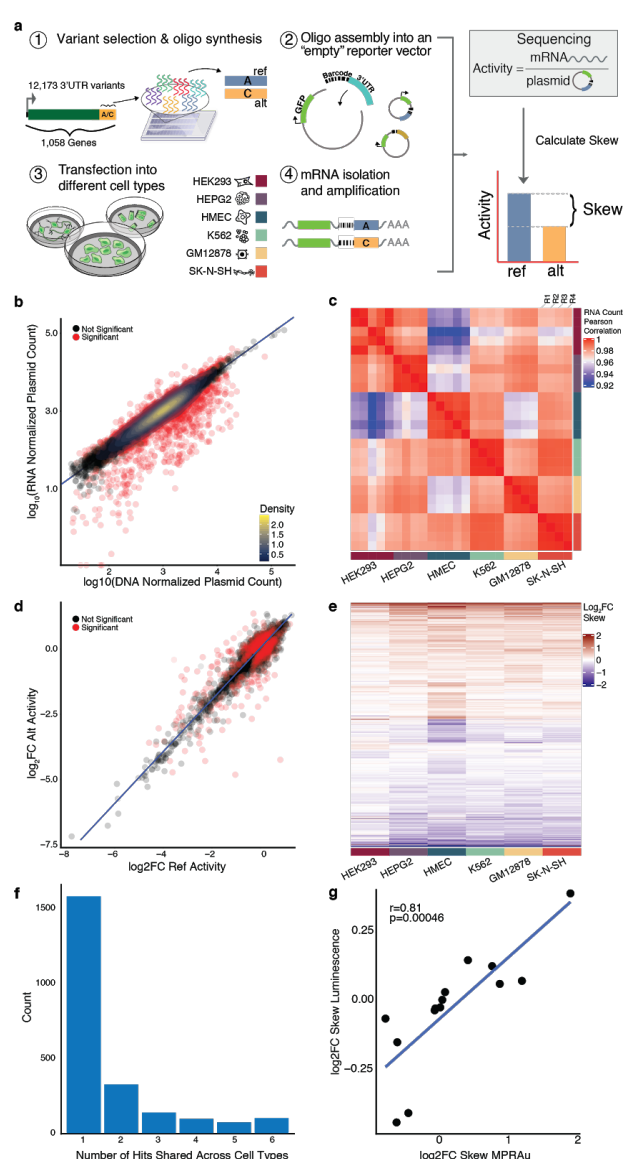 a
1 Variant selection & oligo synthesis
12,173 3'UTR variants
A/C
1,058 Genes
ref
A
C
alt
2 Oligo assembly into an
"empty" reporter vector
Barcode
3'UTR
GFP
Sequencing
Activity = mRNA
plasmid
Calculate Skew
Activity
Skew
ref alt
3 Transfection into
different cell types
HEK293
HEPG2
HMEC
K562
GM12878
SK-N-SH
4 mRNA isolation
and amplification
A AAA
C AAA
b
Not Significant
Significant
log10(RNA Normalized Plasmid Count)
5.0
3.0
1.0
Density
2.0
1.5
1.0
0.5
1 2 3 4 5
log10(DNA Normalized Plasmid Count)
c
R1
R2
R3
R4
RNA Count
Pearson
Correlation
1
0.98
0.96
0.94
0.92
HEK293
HEPG2
HMEC
K562
GM12878
SK-N-SH
d
Not Significant
Significant
log2FC Alt Activity
0.0
−2.5
−5.0
−7.5
−8 −6 −4 −2 0
log2FC Ref Activity
e
Log2FC
Skew
2
1
0
−1
−2
HEK293
HEPG2
HMEC
K562
GM12878
SK-N-SH
f
Count
1500
1000
500
0
1 2 3 4 5 6
Number of Hits Shared Across Cell Types
g
r=0.81
p=0.00046
log2FC Skew Luminescence
0.25
0.00
−0.25
0 1 2
log2FC Skew MPRAu